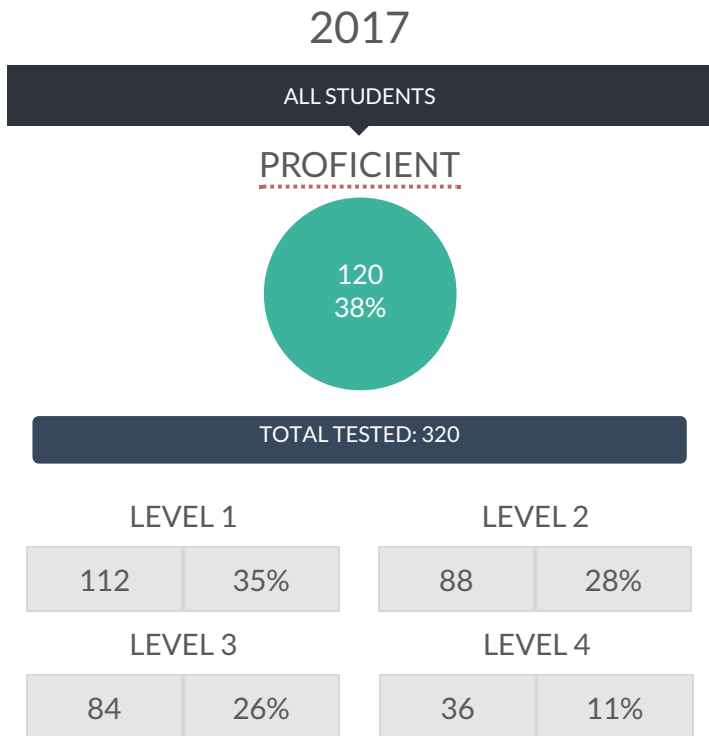 2017
ALL STUDENTS
PROFICIENT
120
38%
TOTAL TESTED: 320
LEVEL 1 LEVEL 2
112 35% 88 28%
LEVEL 3 LEVEL 4
84 26% 36 11%